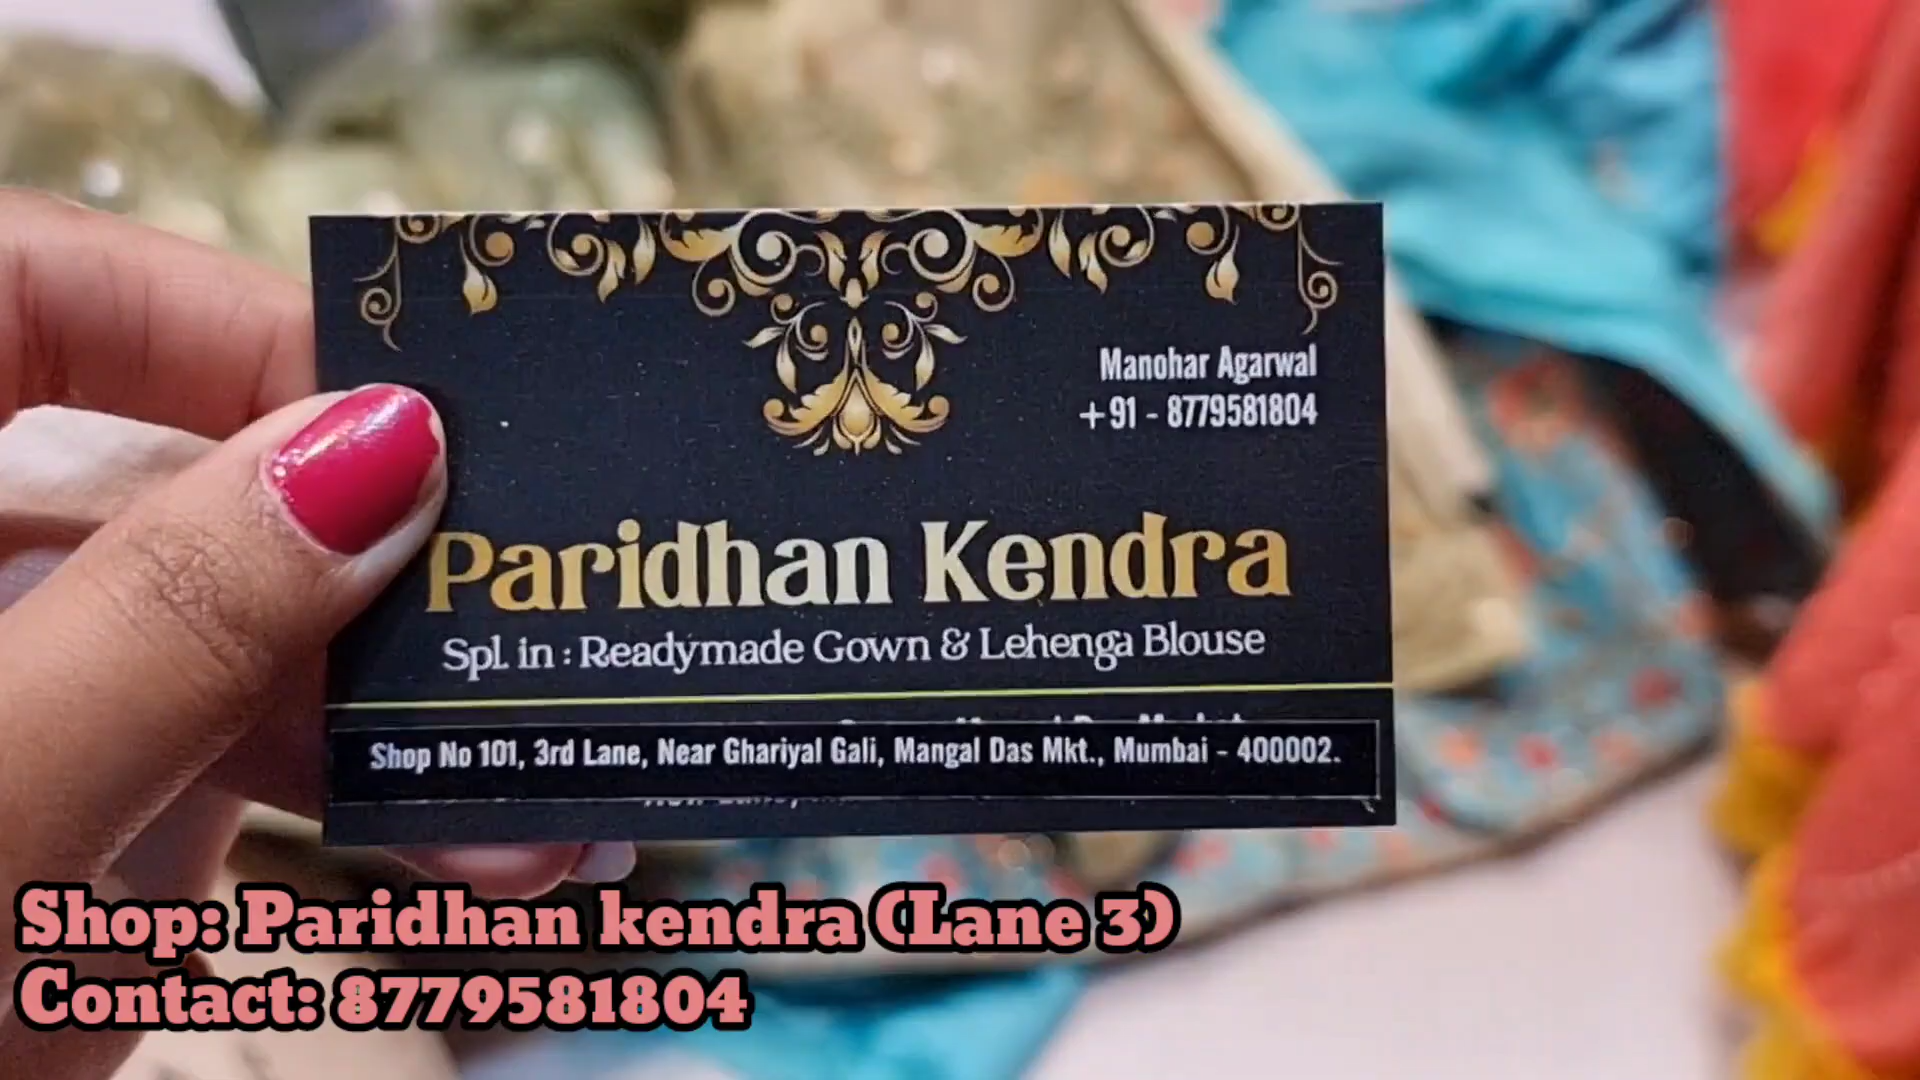 Manohar Agarwal
+91 - 8779581804
Paridhan Kendra
Spl. in : Readymade Gown & Lehenga Blouse
Shop No 101, 3rd Lane, Near Ghariyal Gali, Mangal Das Mkt., Mumbai - 400002.
Shop: Paridhan kendra (Lane 3)
Contact: 8779581804